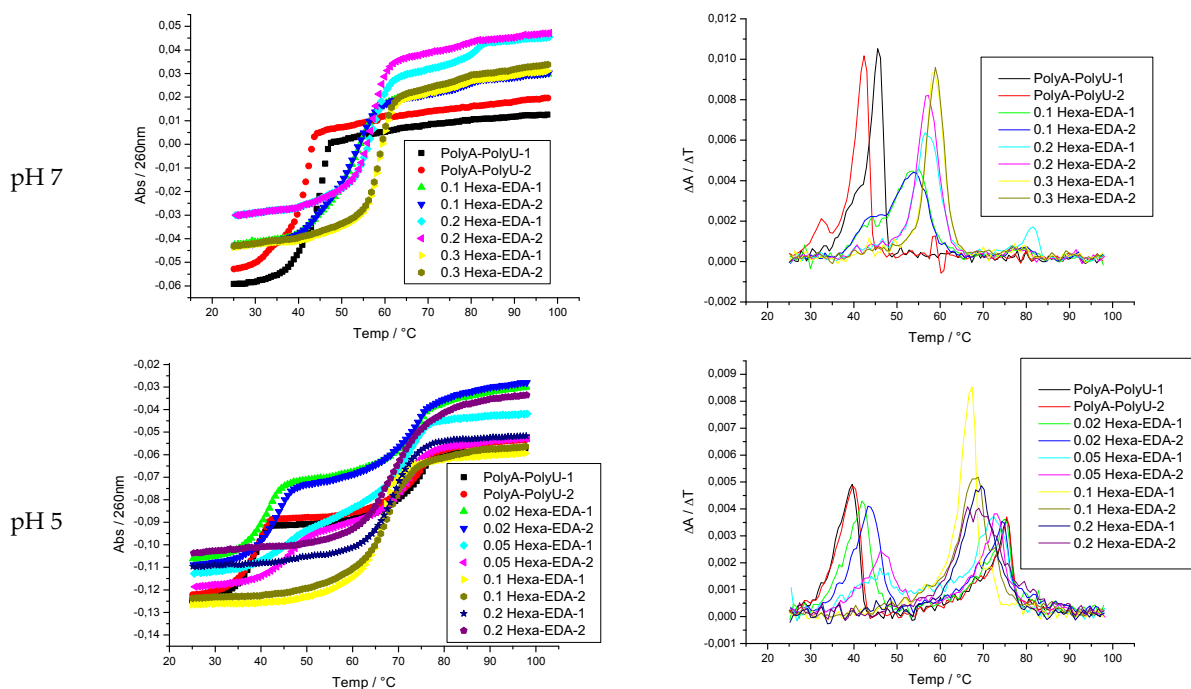 pH 7
0,05
0,04
0,03
0,02
0,01
0,00
-0,01
-0,02
-0,03
-0,04
-0,05
-0,06
Abs / 260nm
20 30 40 50 60 70 80 90 100
Temp / °C
PolyA-PolyU-1
PolyA-PolyU-2
0.1 Hexa-EDA-1
0.1 Hexa-EDA-2
0.2 Hexa-EDA-1
0.2 Hexa-EDA-2
0.3 Hexa-EDA-1
0.3 Hexa-EDA-2
0,012
0,010
0,008
0,006
0,004
0,002
0,000
-0,002
ΔA / ΔT
20 30 40 50 60 70 80 90 100
Temp / °C
PolyA-PolyU-1
PolyA-PolyU-2
0.1 Hexa-EDA-1
0.1 Hexa-EDA-2
0.2 Hexa-EDA-1
0.2 Hexa-EDA-2
0.3 Hexa-EDA-1
0.3 Hexa-EDA-2
pH 5
-0,02
-0,03
-0,04
-0,05
-0,06
-0,07
-0,08
-0,09
-0,10
-0,11
-0,12
-0,13
-0,14
Abs / 260nm
20 30 40 50 60 70 80 90 100
Temp / °C
PolyA-PolyU-1
PolyA-PolyU-2
0.02 Hexa-EDA-1
0.02 Hexa-EDA-2
0.05 Hexa-EDA-1
0.05 Hexa-EDA-2
0.1 Hexa-EDA-1
0.1 Hexa-EDA-2
0.2 Hexa-EDA-1
0.2 Hexa-EDA-2
0,009
0,008
0,007
0,006
0,005
0,004
0,003
0,002
0,001
0,000
-0,001
ΔA / ΔT
20 30 40 50 60 70 80 90 100
Temp / °C
PolyA-PolyU-1
PolyA-PolyU-2
0.02 Hexa-EDA-1
0.02 Hexa-EDA-2
0.05 Hexa-EDA-1
0.05 Hexa-EDA-2
0.1 Hexa-EDA-1
0.1 Hexa-EDA-2
0.2 Hexa-EDA-1
0.2 Hexa-EDA-2